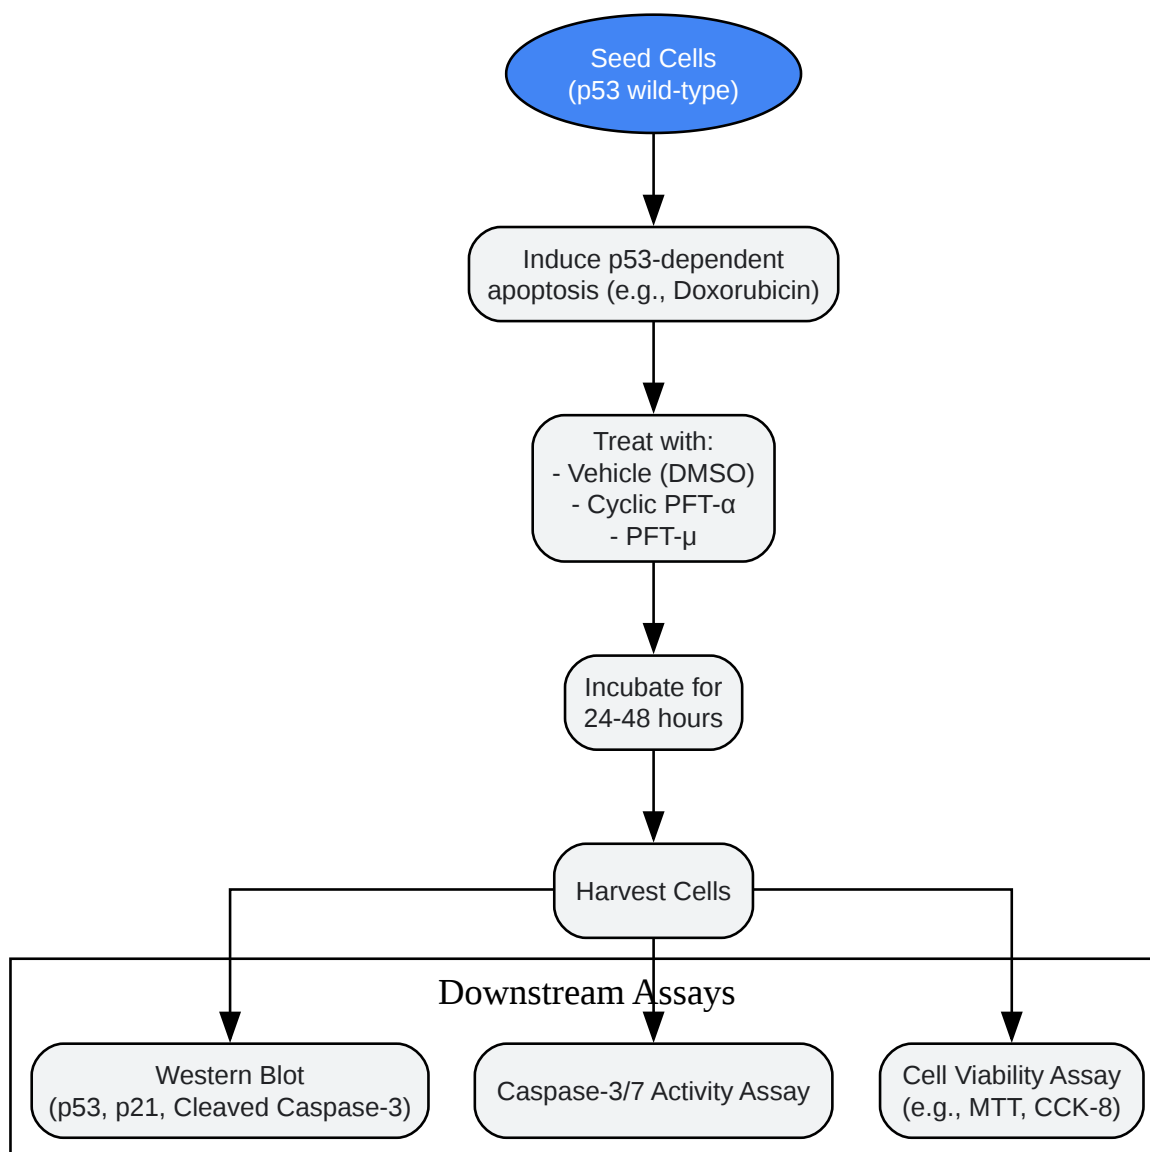 Seed Cells
(p53 wild-type)
Induce p53-dependent
apoptosis (e.g., Doxorubicin)
Treat with:
- Vehicle (DMSO)
- Cyclic PFT-α
- PFT-μ
Incubate for
24-48 hours
Harvest Cells
Downstream Assays
Western Blot
(p53, p21, Cleaved Caspase-3)
Caspase-3/7 Activity Assay
Cell Viability Assay
(e.g., MTT, CCK-8)